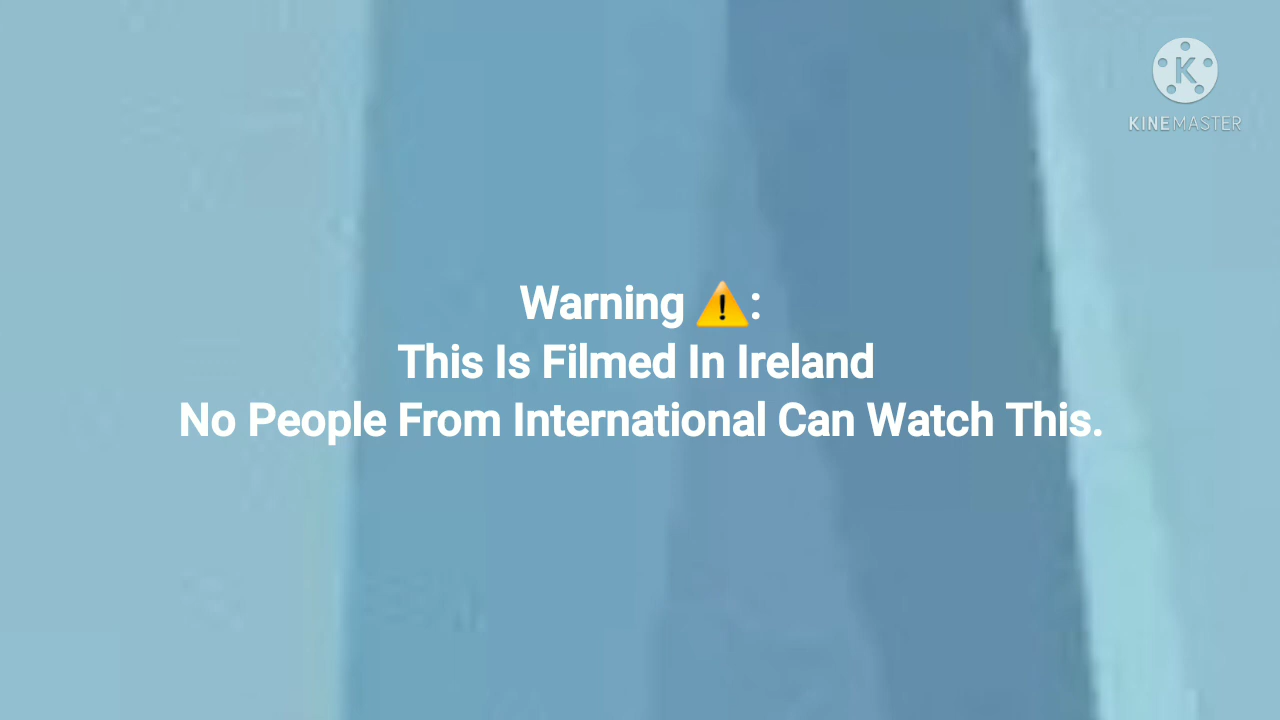 KINEMASTER
Warning ⚠️:
This Is Filmed In Ireland
No People From International Can Watch This.